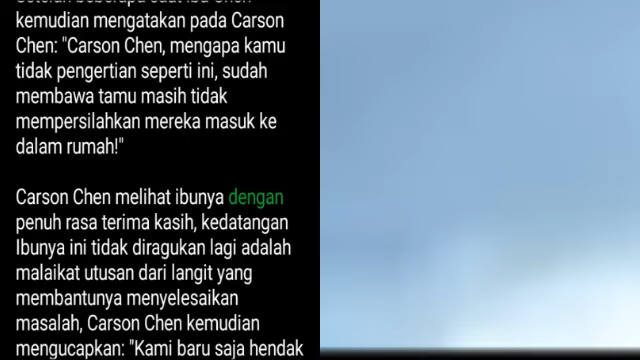 kemudian mengatakan pada Carson
Chen: "Carson Chen, mengapa kamu
tidak pengertian seperti ini, sudah
membawa tamu masih tidak
mempersilahkan mereka masuk ke
dalam rumah!"
Carson Chen melihat ibunya dengan
penuh rasa terima kasih, kedatangan
Ibunya ini tidak diragukan lagi adalah
malaikat utusan dari langit yang
membantunya menyelesaikan
masalah, Carson Chen kemudian
mengucapkan: "Kami baru saja hendak